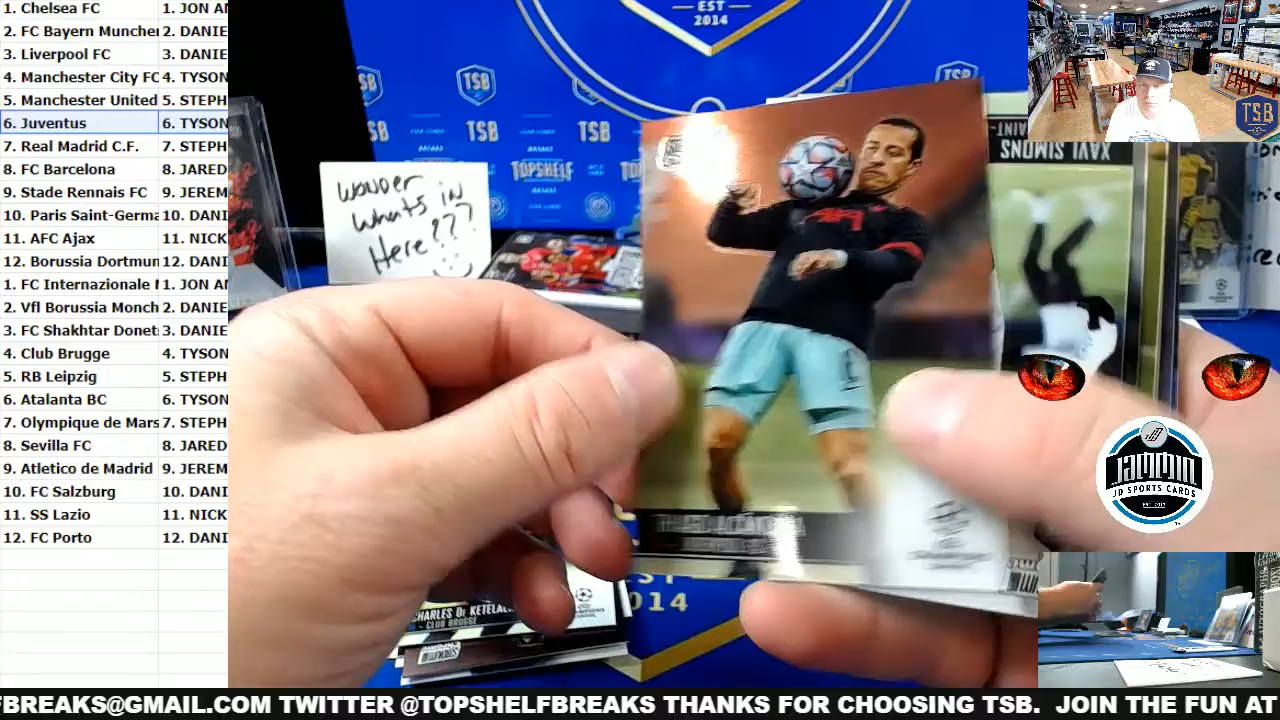 1. Chelsea FC
2. FC Bayern Munchen
3. Liverpool FC
4. Manchester City FC
5. Manchester United
6. Juventus
7. Real Madrid C.F.
8. FC Barcelona
9. Stade Rennais FC
10. Paris Saint-Germa
11. AFC Ajax
12. Borussia Dortmun
1. FC Internazionale
2. Vfl Borussia Monch
3. FC Shakhtar Donet
4. Club Brugge
5. RB Leipzig
6. Atalanta BC
7. Olympique de Mars
8. Sevilla FC
9. Atletico de Madrid
10. FC Salzburg
11. SS Lazio
12. FC Porto
1. JON AN
2. DANIE
3. DANIE
4. TYSON
5. STEPH
6. TYSON
7. STEPH
8. JARED
9. JEREM
10. DANI
11. NICK
12. DANI
1. JON AN
2. DANIE
3. DANIE
4. TYSON
5. STEPH
6. TYSON
7. STEPH
8. JARED
9. JEREM
10. DANI
11. NICK
12. DANI
EST
2014
TSB
TSB
TSB
TSB
TOPSHELF
BREAKS
Wonder
Whats in
Here???
XAVI SIMONS
CHARLES DE KETELA
CLUB BRUGGE
EST 2014
TSB
JAMMIN
JD SPORTS CARDS
EST. 2017
FBREAKS@GMAIL.COM TWITTER @TOPSHELFBREAKS THANKS FOR CHOOSING TSB. JOIN THE FUN AT